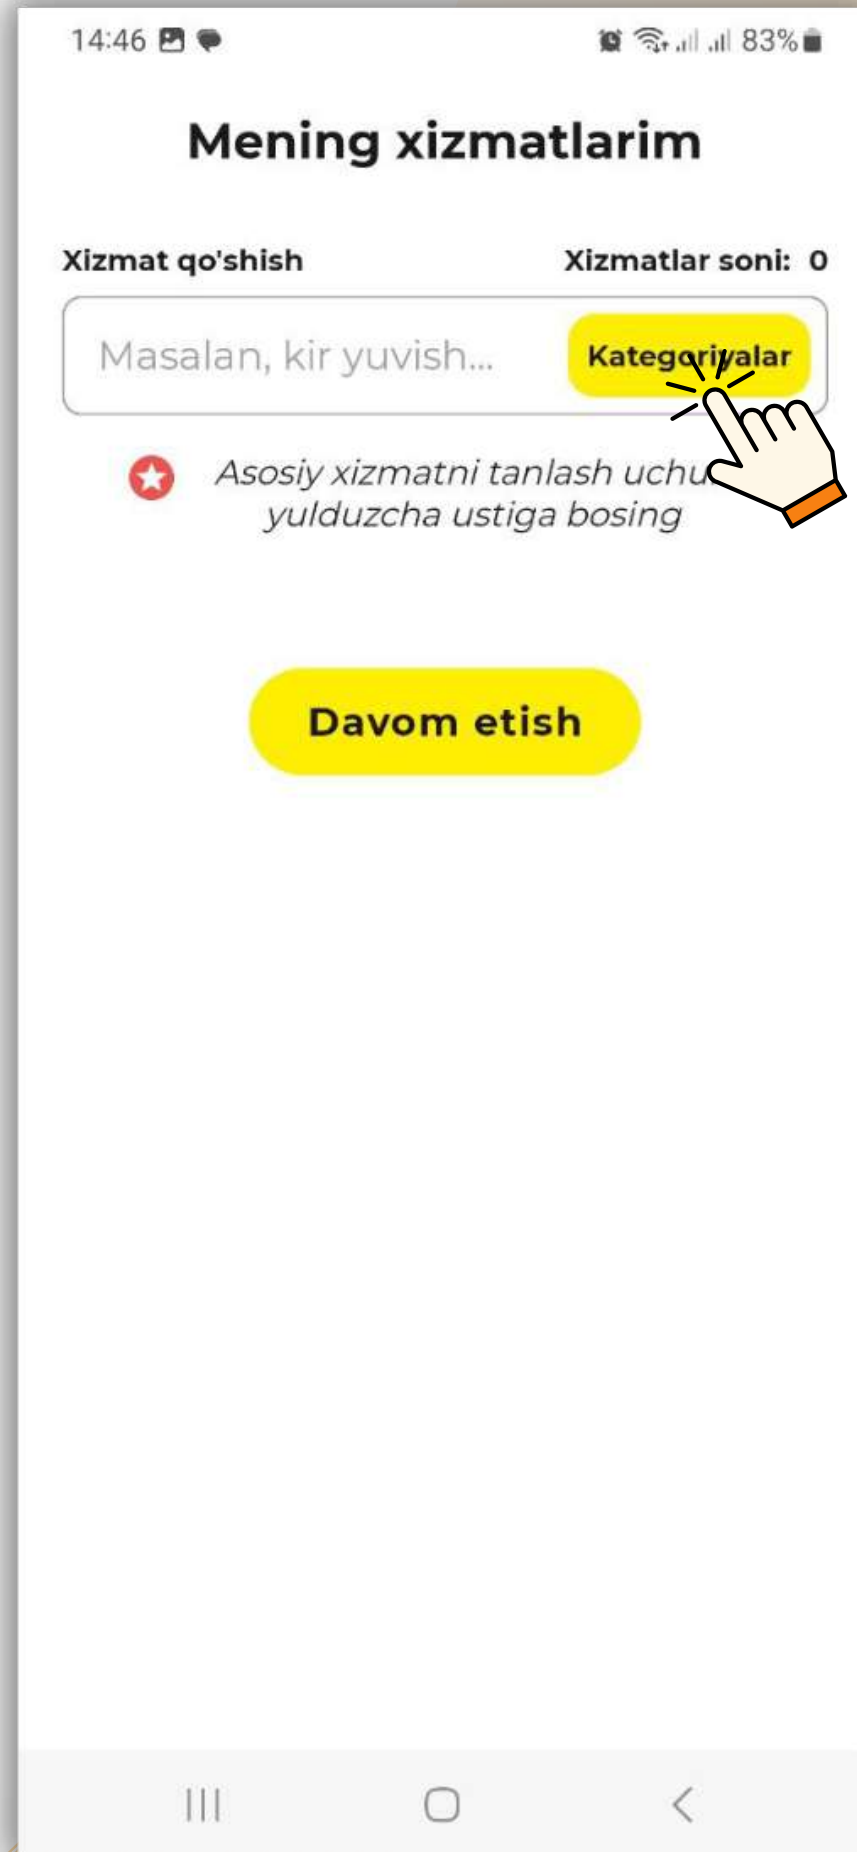 14:46
83%
Mening xizmatlarim
Xizmat qo'shish
Xizmatlar soni: 0
Masalan, kir yuvish...
Kategoriyalar
Asosiy xizmatni tanlash
yulduzcha ustiga bosing
Davom etish